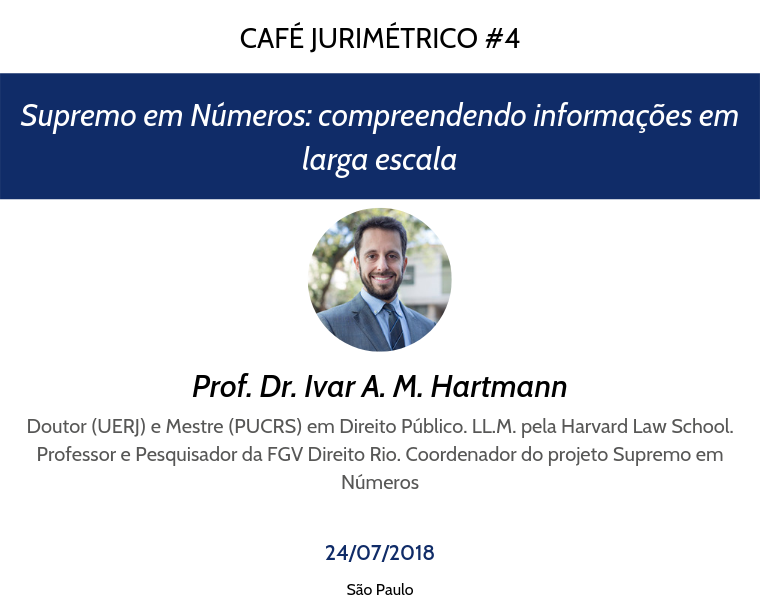 CAFÉ JURIMÉTRICO #4
Supremo em Números: compreendendo informações em
larga escala
Prof. Dr. Ivar A. M. Hartmann
Doutor (UERJ) e Mestre (PUCRS) em Direito Público. LL.M. pela Harvard Law School.
Professor e Pesquisador da FGV Direito Rio. Coordenador do projeto Supremo em
Números
24/07/2018
São Paulo